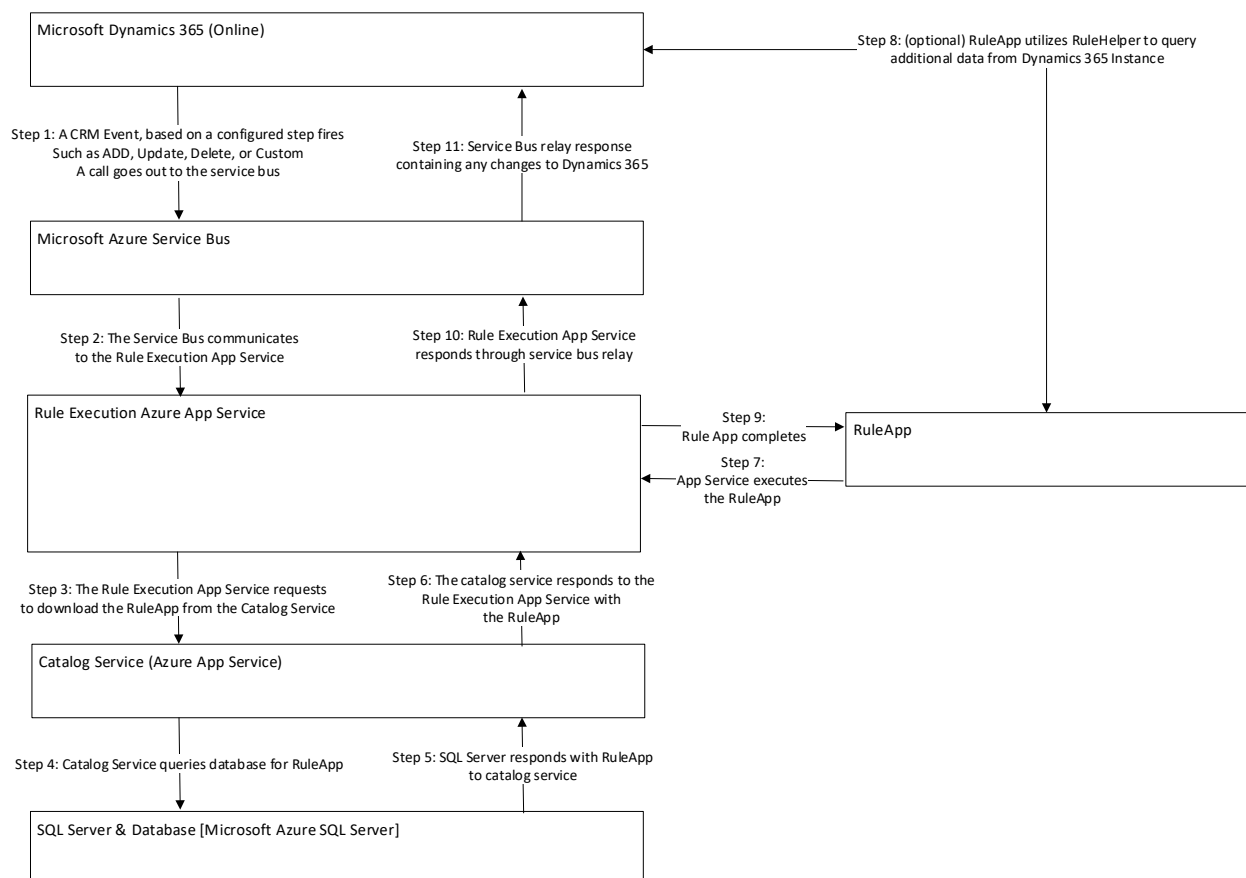 Microsoft Dynamics 365 (Online)
Step 8: (optional) RuleApp utilizes RuleHelper to query
additional data from Dynamics 365 Instance
Step 1: A CRM Event, based on a configured step fires
Such as ADD, Update, Delete, or Custom
A call goes out to the service bus
Step 11: Service Bus relay response
containing any changes to Dynamics 365
Microsoft Azure Service Bus
Step 2: The Service Bus communicates
to the Rule Execution App Service
Step 10: Rule Execution App Service
responds through service bus relay
Rule Execution Azure App Service
Step 9:
Rule App completes
RuleApp
Step 7:
App Service executes
the RuleApp
Step 3: The Rule Execution App Service requests
to download the RuleApp from the Catalog Service
Step 6: The catalog service responds to the
Rule Execution App Service with
the RuleApp
Catalog Service (Azure App Service)
Step 4: Catalog Service queries database for RuleApp
Step 5: SQL Server responds with RuleApp
to catalog service
SQL Server & Database [Microsoft Azure SQL Server]